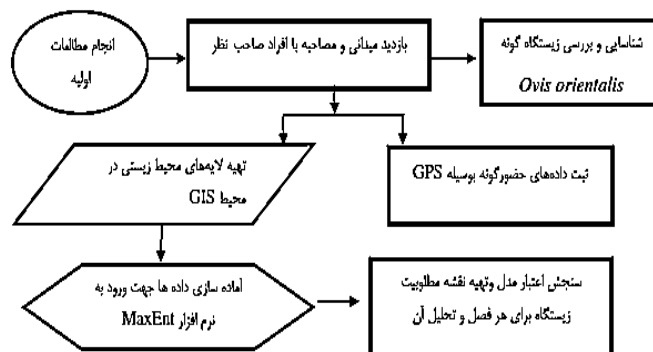 انجام مطالعات
اولیه
بازدید میدانی و مصاحبه با افراد صاحب نظر
شناسایی و بررسی زیستگاه گونه
Ovis orientalis
تهیه لایه‌های محیط زیستی در
محیط GIS
ثبت داده‌های حضورگونه بوسیله GPS
آماده سازی داده ها جهت ورود به
نرم افزار MaxEnt
سنجش اعتبار مدل وتهیه نقشه مطلوبیت
زیستگاه برای هر فصل و تحلیل آن